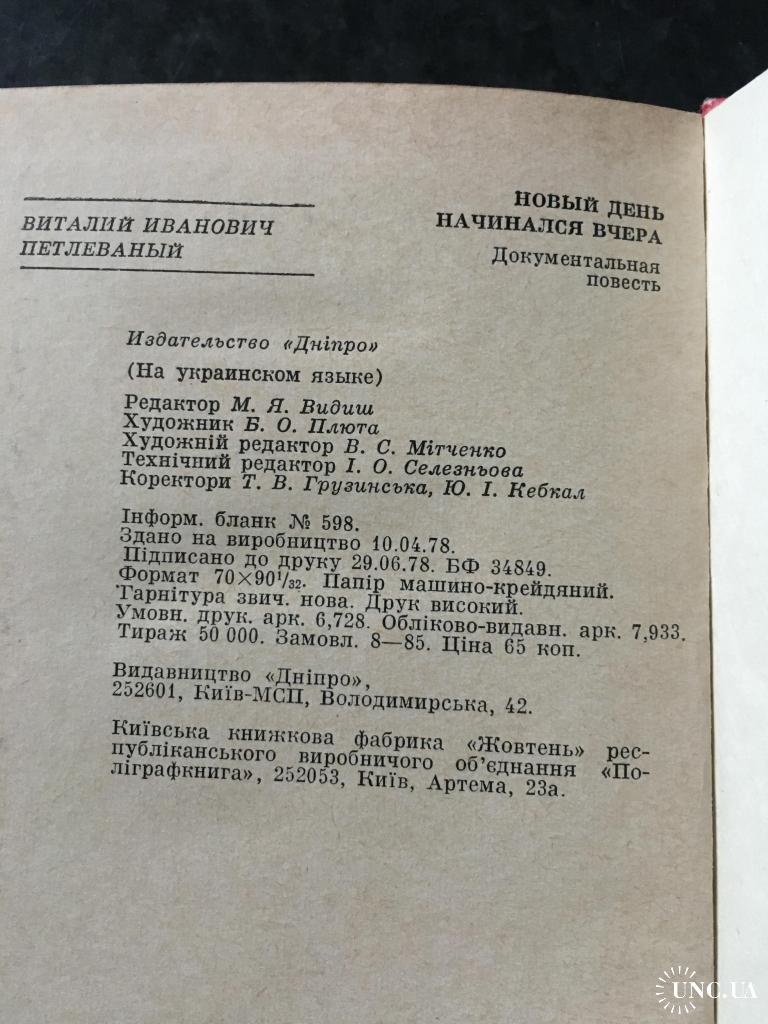 ВИТАЛИЙ ИВАНОВИЧ
ПЕТЛЕВАНЫЙ
НОВЫЙ ДЕНЬ
НАЧИНАЛСЯ ВЧЕРА
Документальная
повесть
Издательство «Дніпро»
(На украинском языке)
Редактор М. Я. Видиш
Художник Б. О. Плюта
Художній редактор В. С. Мітченко
Технічний редактор І. О. Селезньова
Коректори Т. В. Грузинська, Ю. І. Кебкал
Інформ. бланк № 598.
Здано на виробництво 10.04.78.
Підписано до друку 29.06.78. БФ 34849.
Формат 70×90¹/₃₂. Папір машино-крейдяний.
Гарнітура звич. нова. Друк високий.
Умовн. друк. арк. 6,728. Обліково-видавн. арк. 7,933.
Тираж 50 000. Замовл. 8—85. Ціна 65 коп.
Видавництво «Дніпро»,
252601, Київ-МСП, Володимирська, 42.
Київська книжкова фабрика «Жовтень» рес-
публіканського виробничого об’єднання «По-
ліграфкнига», 252053, Київ, Артема, 23а.
UNC.UA